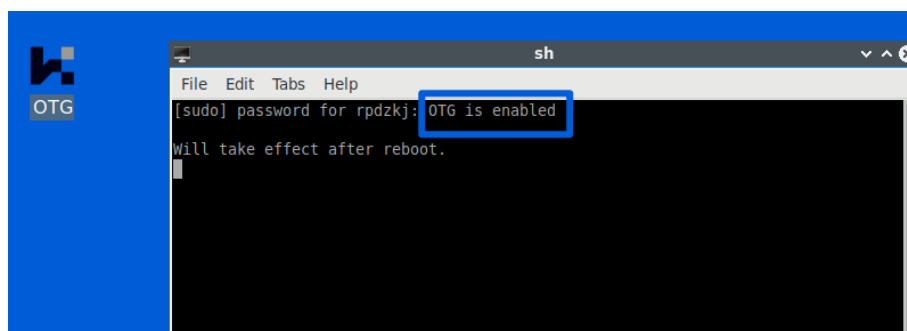 sh
File Edit Tabs Help
OTG
[sudo] password for rpdzkj: OTG is enabled
Will take effect after reboot.